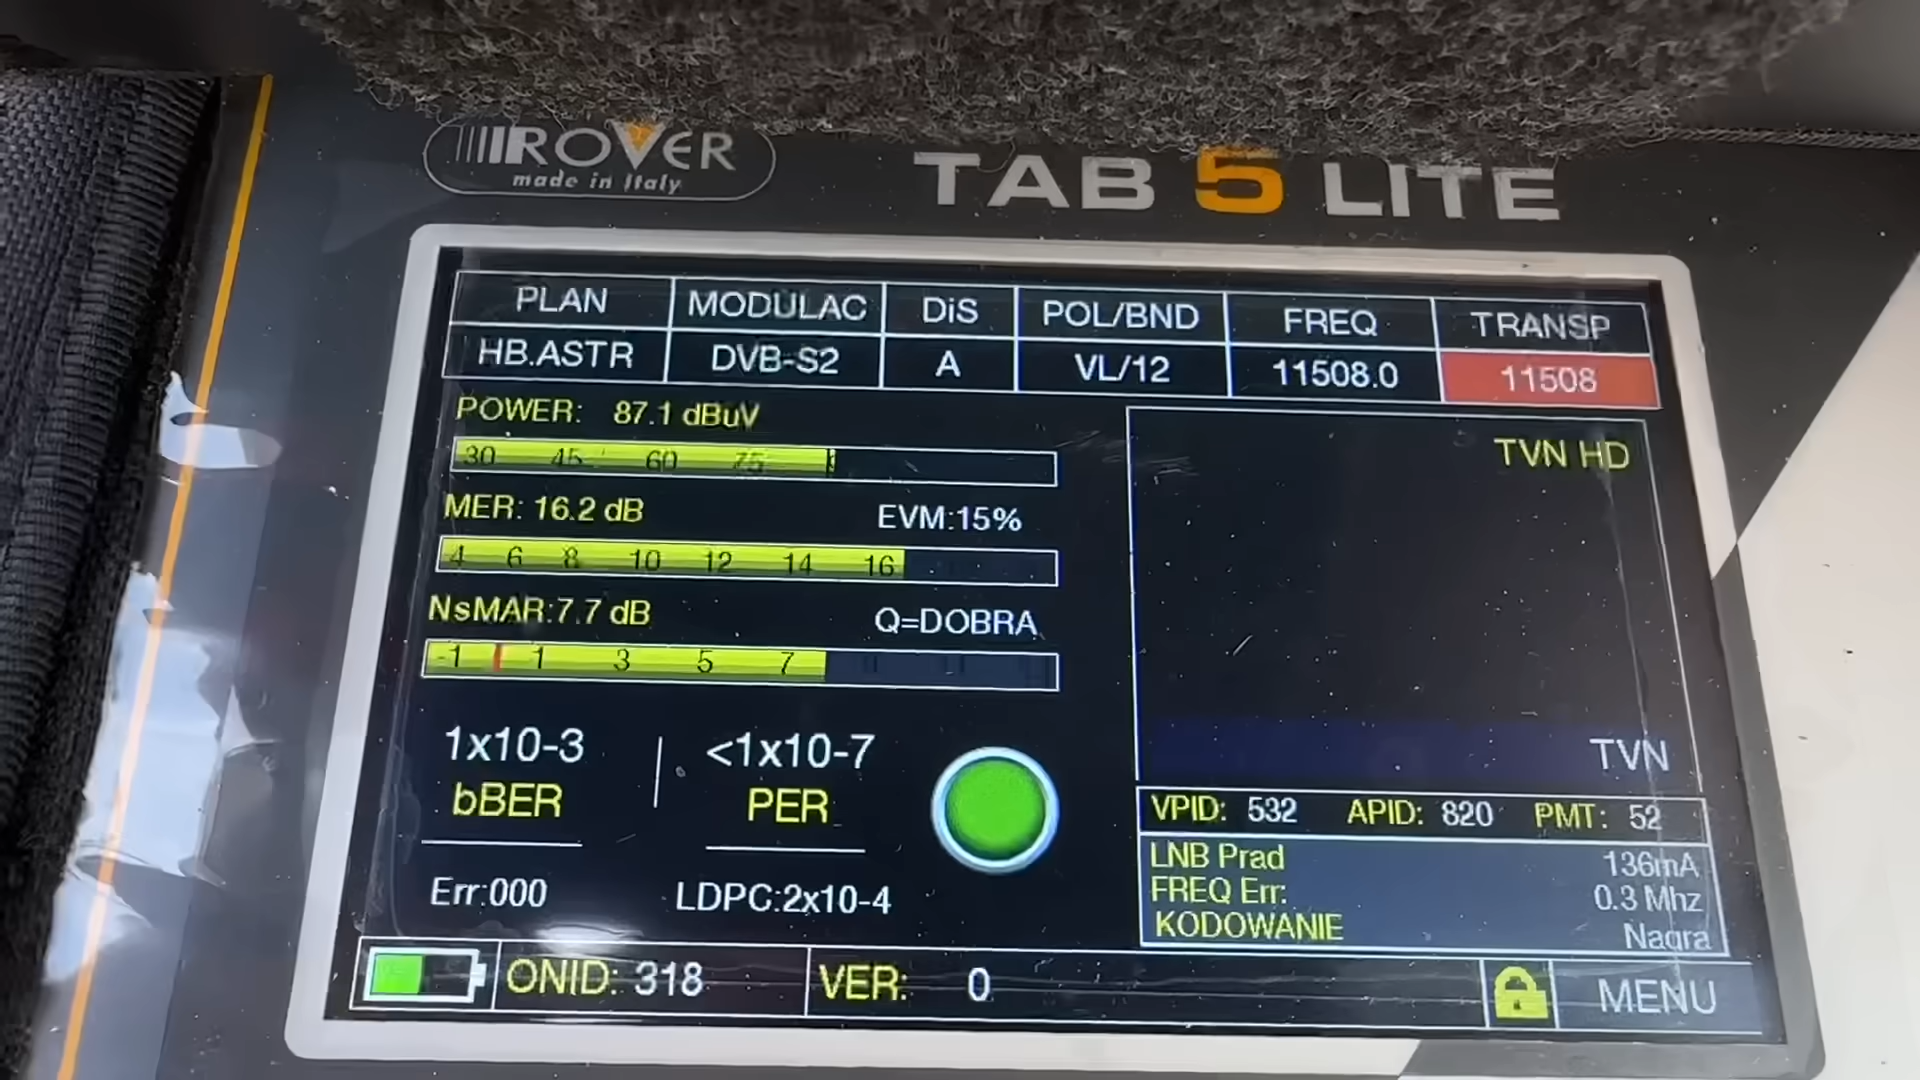 ROVER
made in Italy
TAB 5 LITE
PLAN MODULAC DiS POL/BND FREQ TRANSP
HB.ASTR DVB-S2 A VL/12 11508.0 11508
POWER: 87.1 dBuV
30 45 60 75
MER: 16.2 dB EVM:15%
4 6 8 10 12 14 16
NsMAR:7.7 dB Q=DOBRA
-1 1 3 5 7
1x10-3 <1x10-7
bBER PER
Err:000 LDPC:2x10-4
TVN HD
TVN
VPID: 532 APID: 820 PMT: 52
LNB Prad 136mA
FREQ Err: 0.3 Mhz
KODOWANIE Nagra
ONID: 318 VER: 0 MENU